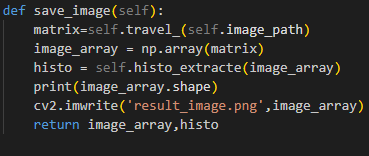 def save_image(self):
    matrix=self.travel_(self.image_path)
    image_array = np.array(matrix)
    histo = self.histo_extracte(image_array)
    print(image_array.shape)
    cv2.imwrite('result_image.png',image_array)
    return image_array,histo